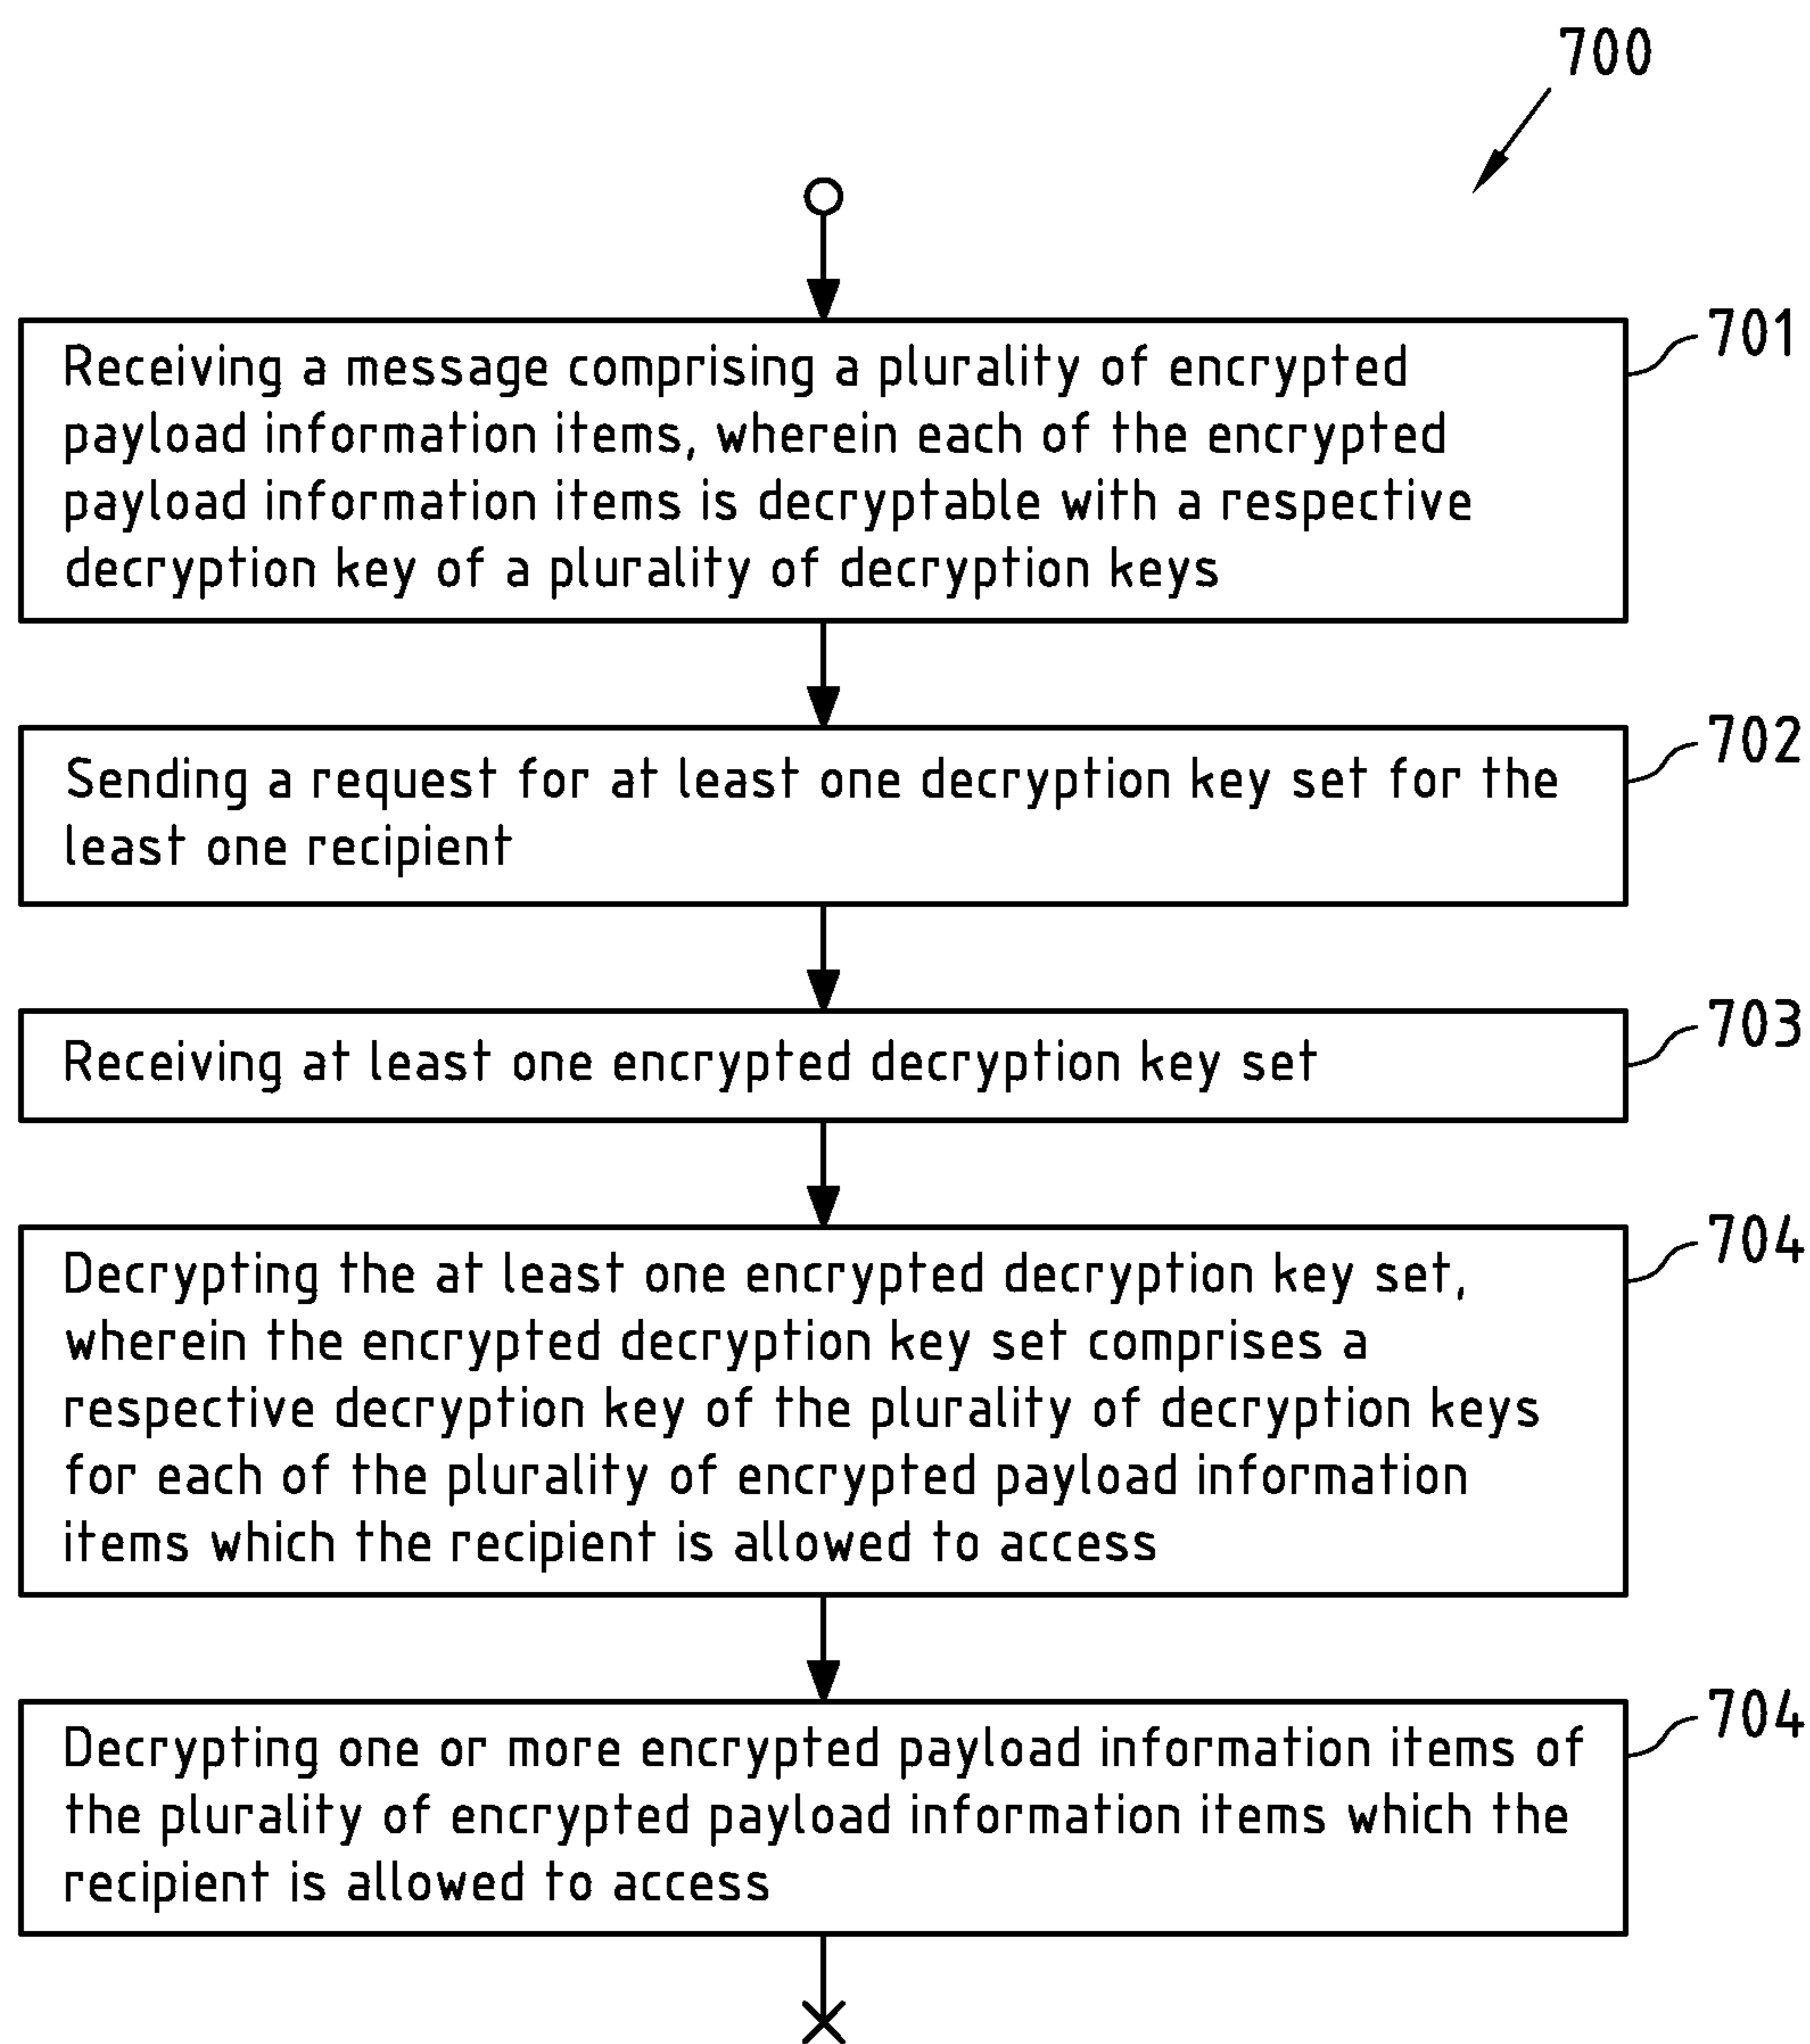 700
701
Receiving a message comprising a plurality of encrypted
payload information items, wherein each of the encrypted
payload information items is decryptable with a respective
decryption key of a plurality of decryption keys
702
Sending a request for at least one decryption key set for the
least one recipient
703
Receiving at least one encrypted decryption key set
704
Decrypting the at least one encrypted decryption key set,
wherein the encrypted decryption key set comprises a
respective decryption key of the plurality of decryption keys
for each of the plurality of encrypted payload information
items which the recipient is allowed to access
704
Decrypting one or more encrypted payload information items of
the plurality of encrypted payload information items which the
recipient is allowed to access